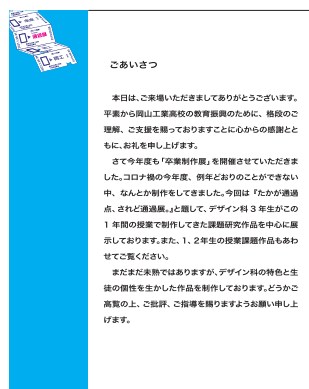 ごあいさつ
本日は、ご来場いただきましてありがとうございます。
平素から岡山工業高校の教育振興のために、格段のご
理解、ご支援を賜っておりますことに心からの感謝とと
もに、お礼を申し上げます。
さて今年度も「卒業制作展」を開催させていただきま
した。コロナ禍の今年度、例年どおりのことができない
中、なんとか制作をしてきました。今回は『たかが通過
点、されど通過展。』と題して、デザイン科 3 年生がこの
1 年間の授業で制作してきた課題研究作品を中心に展
示しております。また、1、2年生の授業課題作品もあわ
せてご覧ください。
まだまだ未熟ではありますが、デザイン科の特色と生
徒の個性を生かした作品を制作しております。どうかご
高覧の上、ご批評、ご指導を賜りますようお願い申し上
げます。